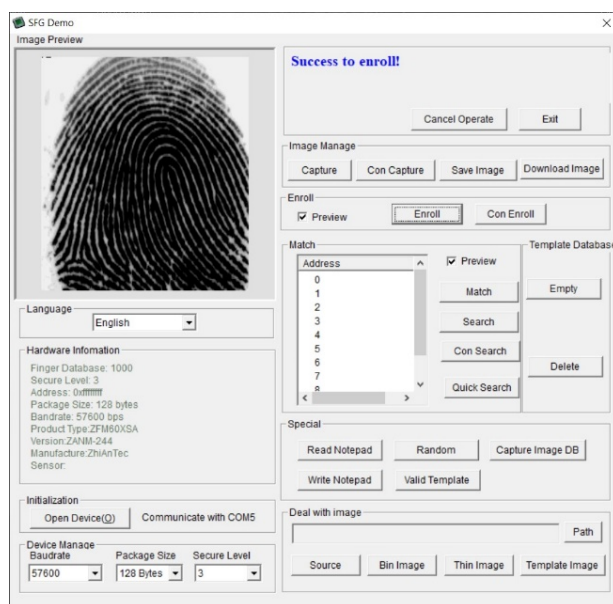 SFG Demo
Image Preview
Success to enroll!
Cancel Operate
Exit
Image Manage
Capture
Con Capture
Save Image
Download Image
Enroll
Preview
Enroll
Con Enroll
Match
Address
0
1
2
3
4
5
6
7
8
Preview
Match
Search
Con Search
Quick Search
Template Database
Empty
Delete
Language
English
Hardware Infomation
Finger Database: 1000
Secure Level: 3
Address: 0xffffffff
Package Size: 128 bytes
Bandrate: 57600 bps
Product Type:ZFM60XSA
Version:ZANM-244
Manufacture:ZhiAnTec
Sensor:
Special
Read Notepad
Random
Capture Image DB
Write Notepad
Valid Template
Initialization
Open Device(O)
Communicate with COM5
Device Manage
Baudrate
Package Size
Secure Level
57600
128 Bytes
3
Deal with image
Path
Source
Bin Image
Thin Image
Template Image